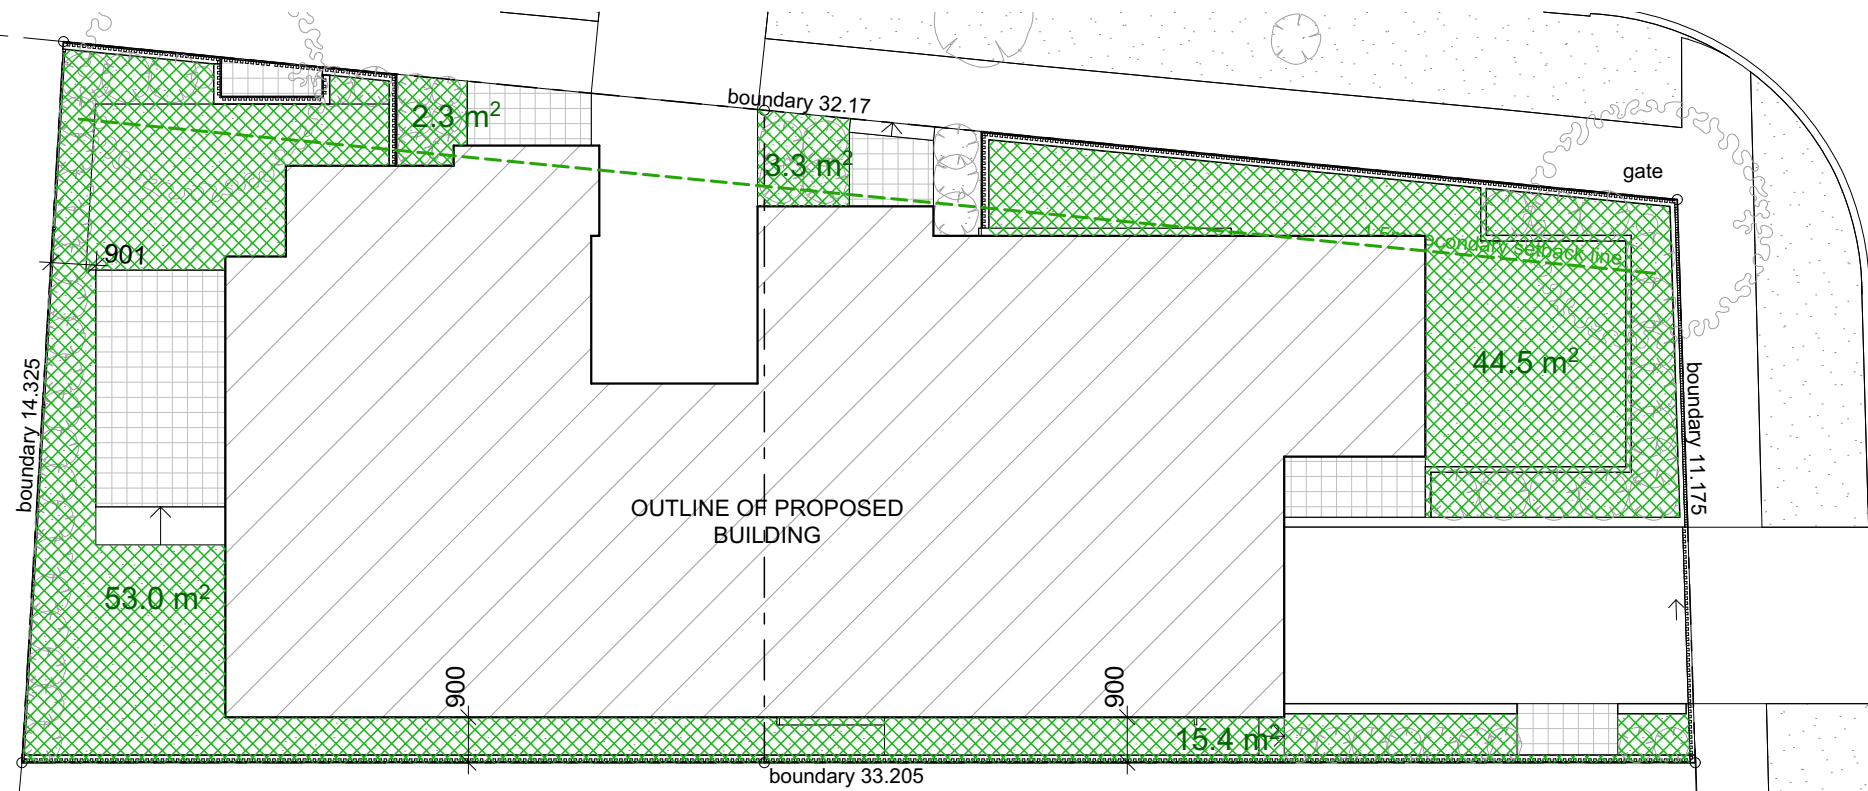 boundary 32.17
2.3 m²
3.3 m²
gate
901
secondary setback line
44.5 m²
boundary 14.325
boundary 11.175
OUTLINE OF PROPOSED
BUILDING
53.0 m²
900
900
15.4 m²
boundary 33.205